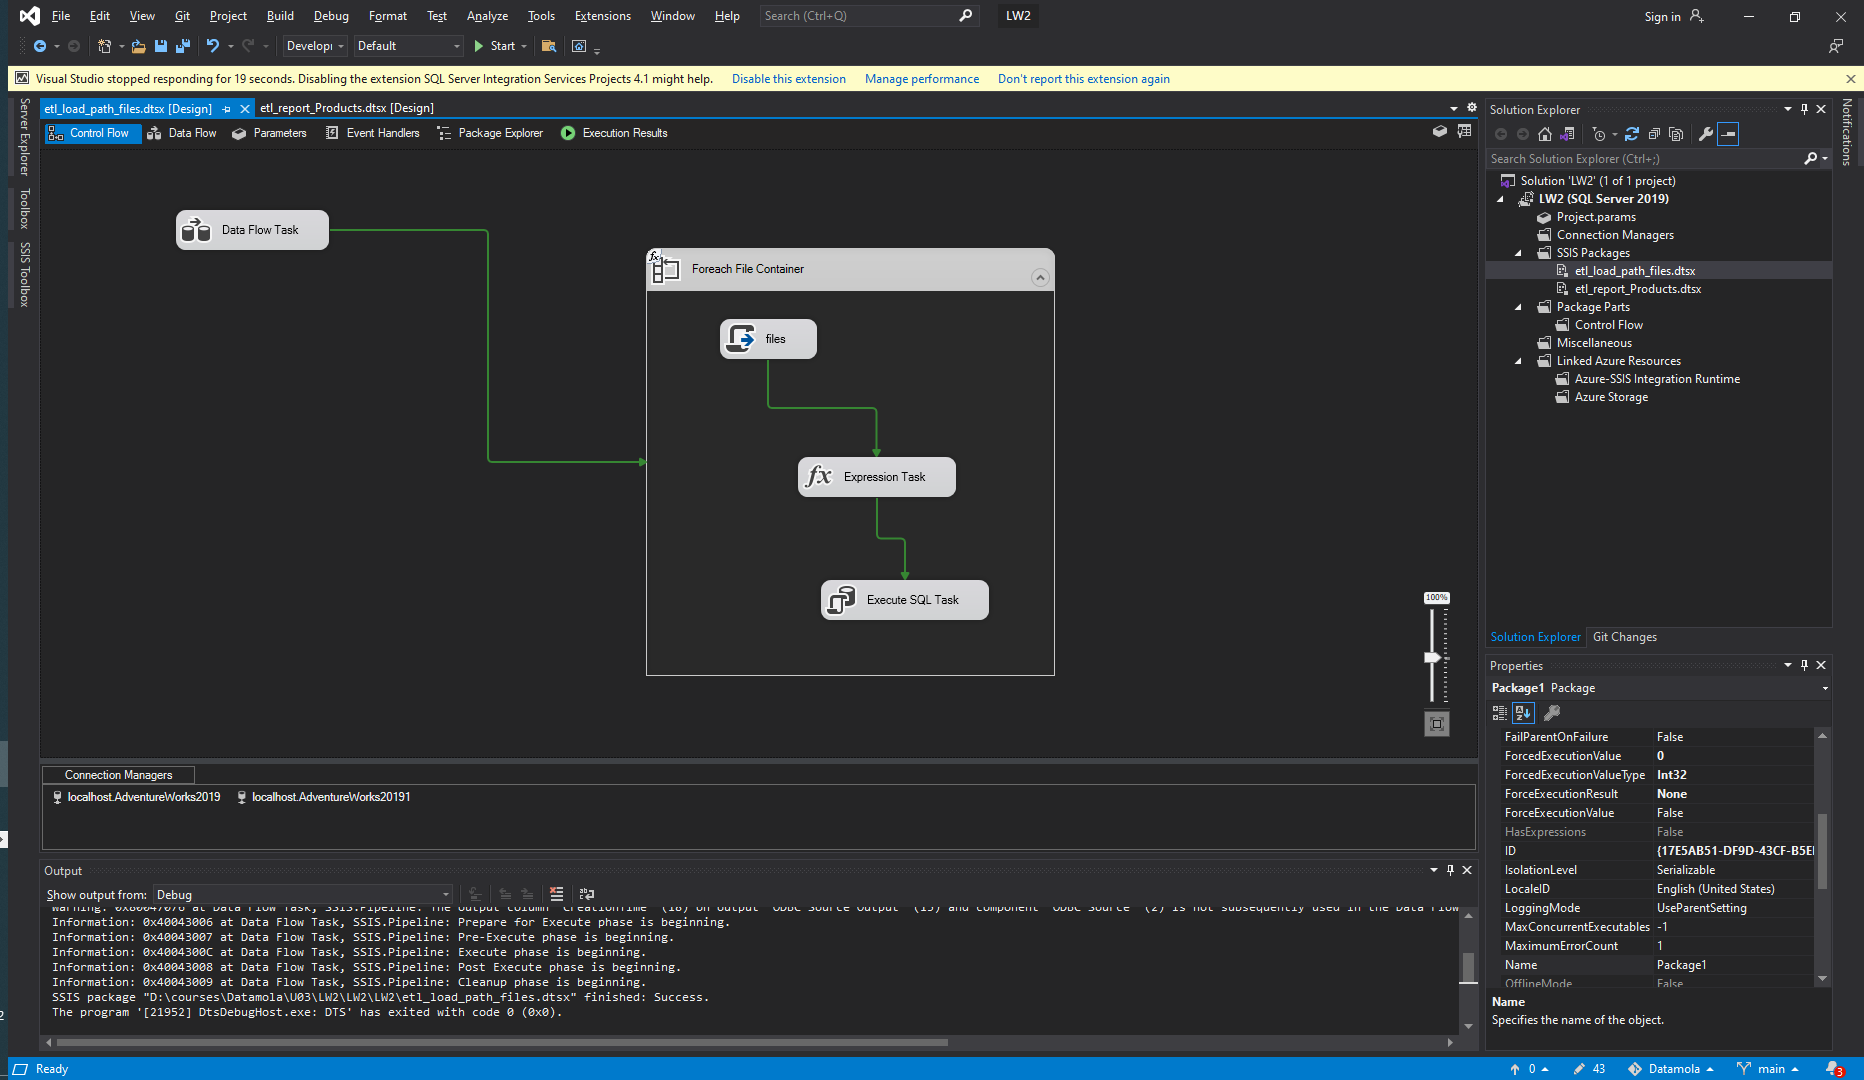 File Edit View Git Project Build Debug Format Test Analyze Tools Extensions Window Help Search (Ctrl+Q) LW2 Sign in
Developi Default Start
Visual Studio stopped responding for 19 seconds. Disabling the extension SQL Server Integration Services Projects 4.1 might help. Disable this extension Manage performance Don't report this extension again
Server Explorer
Toolbox
SSIS Toolbox
etl_load_path_files.dtsx [Design] etl_report_Products.dtsx [Design]
Control Flow Data Flow Parameters Event Handlers Package Explorer Execution Results
Data Flow Task
Foreach File Container
files
fx Expression Task
Execute SQL Task
100%
Connection Managers
localhost.AdventureWorks2019 localhost.AdventureWorks20191
Output
Show output from: Debug
Warning: 0x80047076 at Data Flow Task, SSIS.Pipeline: The output column "CreationTime" (18) on output "ODBC Source Output" (15) and component "ODBC Source" (2) is not subsequently used in the Data Flow
Information: 0x40043006 at Data Flow Task, SSIS.Pipeline: Prepare for Execute phase is beginning.
Information: 0x40043007 at Data Flow Task, SSIS.Pipeline: Pre-Execute phase is beginning.
Information: 0x4004300C at Data Flow Task, SSIS.Pipeline: Execute phase is beginning.
Information: 0x40043008 at Data Flow Task, SSIS.Pipeline: Post Execute phase is beginning.
Information: 0x40043009 at Data Flow Task, SSIS.Pipeline: Cleanup phase is beginning.
SSIS package "D:\courses\Datamola\U03\LW2\LW2\LW2\etl_load_path_files.dtsx" finished: Success.
The program '[21952] DtsDebugHost.exe: DTS' has exited with code 0 (0x0).
Solution Explorer
Search Solution Explorer (Ctrl+;)
Solution 'LW2' (1 of 1 project)
LW2 (SQL Server 2019)
Project.params
Connection Managers
SSIS Packages
etl_load_path_files.dtsx
etl_report_Products.dtsx
Package Parts
Control Flow
Miscellaneous
Linked Azure Resources
Azure-SSIS Integration Runtime
Azure Storage
Solution Explorer Git Changes
Notifications
Properties
Package1 Package
FailParentOnFailure False
ForcedExecutionValue 0
ForcedExecutionValueType Int32
ForceExecutionResult None
ForceExecutionValue False
HasExpressions False
ID {17E5AB51-DF9D-43CF-B5EI
IsolationLevel Serializable
LocaleID English (United States)
LoggingMode UseParentSetting
MaxConcurrentExecutables -1
MaximumErrorCount 1
Name Package1
OfflineMode False
Name
Specifies the name of the object.
Ready 0 43 Datamola main 3